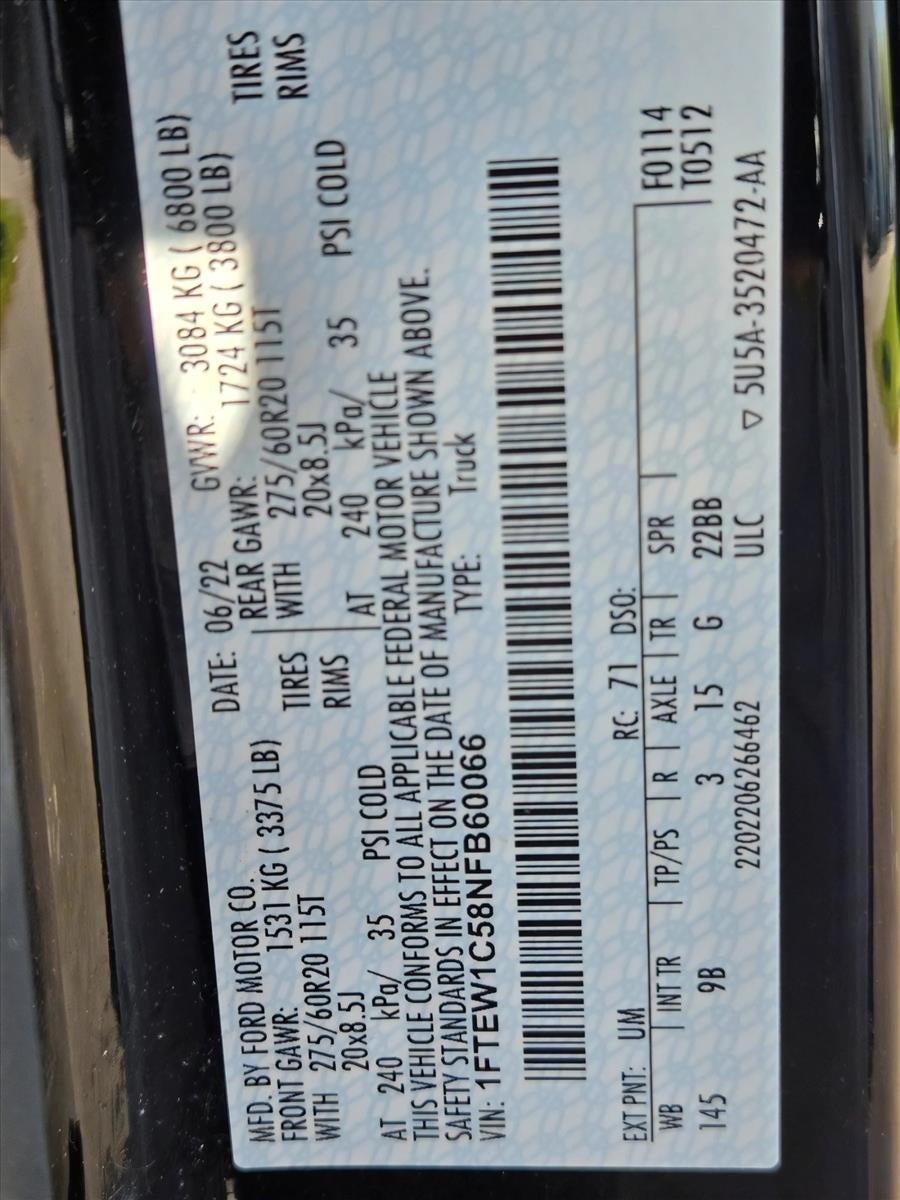 MFD. BY FORD MOTOR CO. DATE: 06/22 GVWR: 3084 KG ( 6800 LB)
FRONT GAWR: 1531 KG ( 3375 LB) REAR GAWR: 1724 KG ( 3800 LB)
WITH 275/60R20 115T TIRES WITH 275/60R20 115T TIRES
20x8.5J RIMS 20x8.5J RIMS
AT 240 kPa/ 35 PSI COLD AT 240 kPa/ 35 PSI COLD
THIS VEHICLE CONFORMS TO ALL APPLICABLE FEDERAL MOTOR VEHICLE
SAFETY STANDARDS IN EFFECT ON THE DATE OF MANUFACTURE SHOWN ABOVE.
VIN: 1FTEW1C58NFB60066 TYPE: Truck
EXT PNT: UM RC: 71 DSO: F0114
WB INT TR TP/PS R AXLE TR SPR T0512
145 9B 3 15 G 22BB
220220626​6462 ULC ▽ 5U5A-3520472-AA